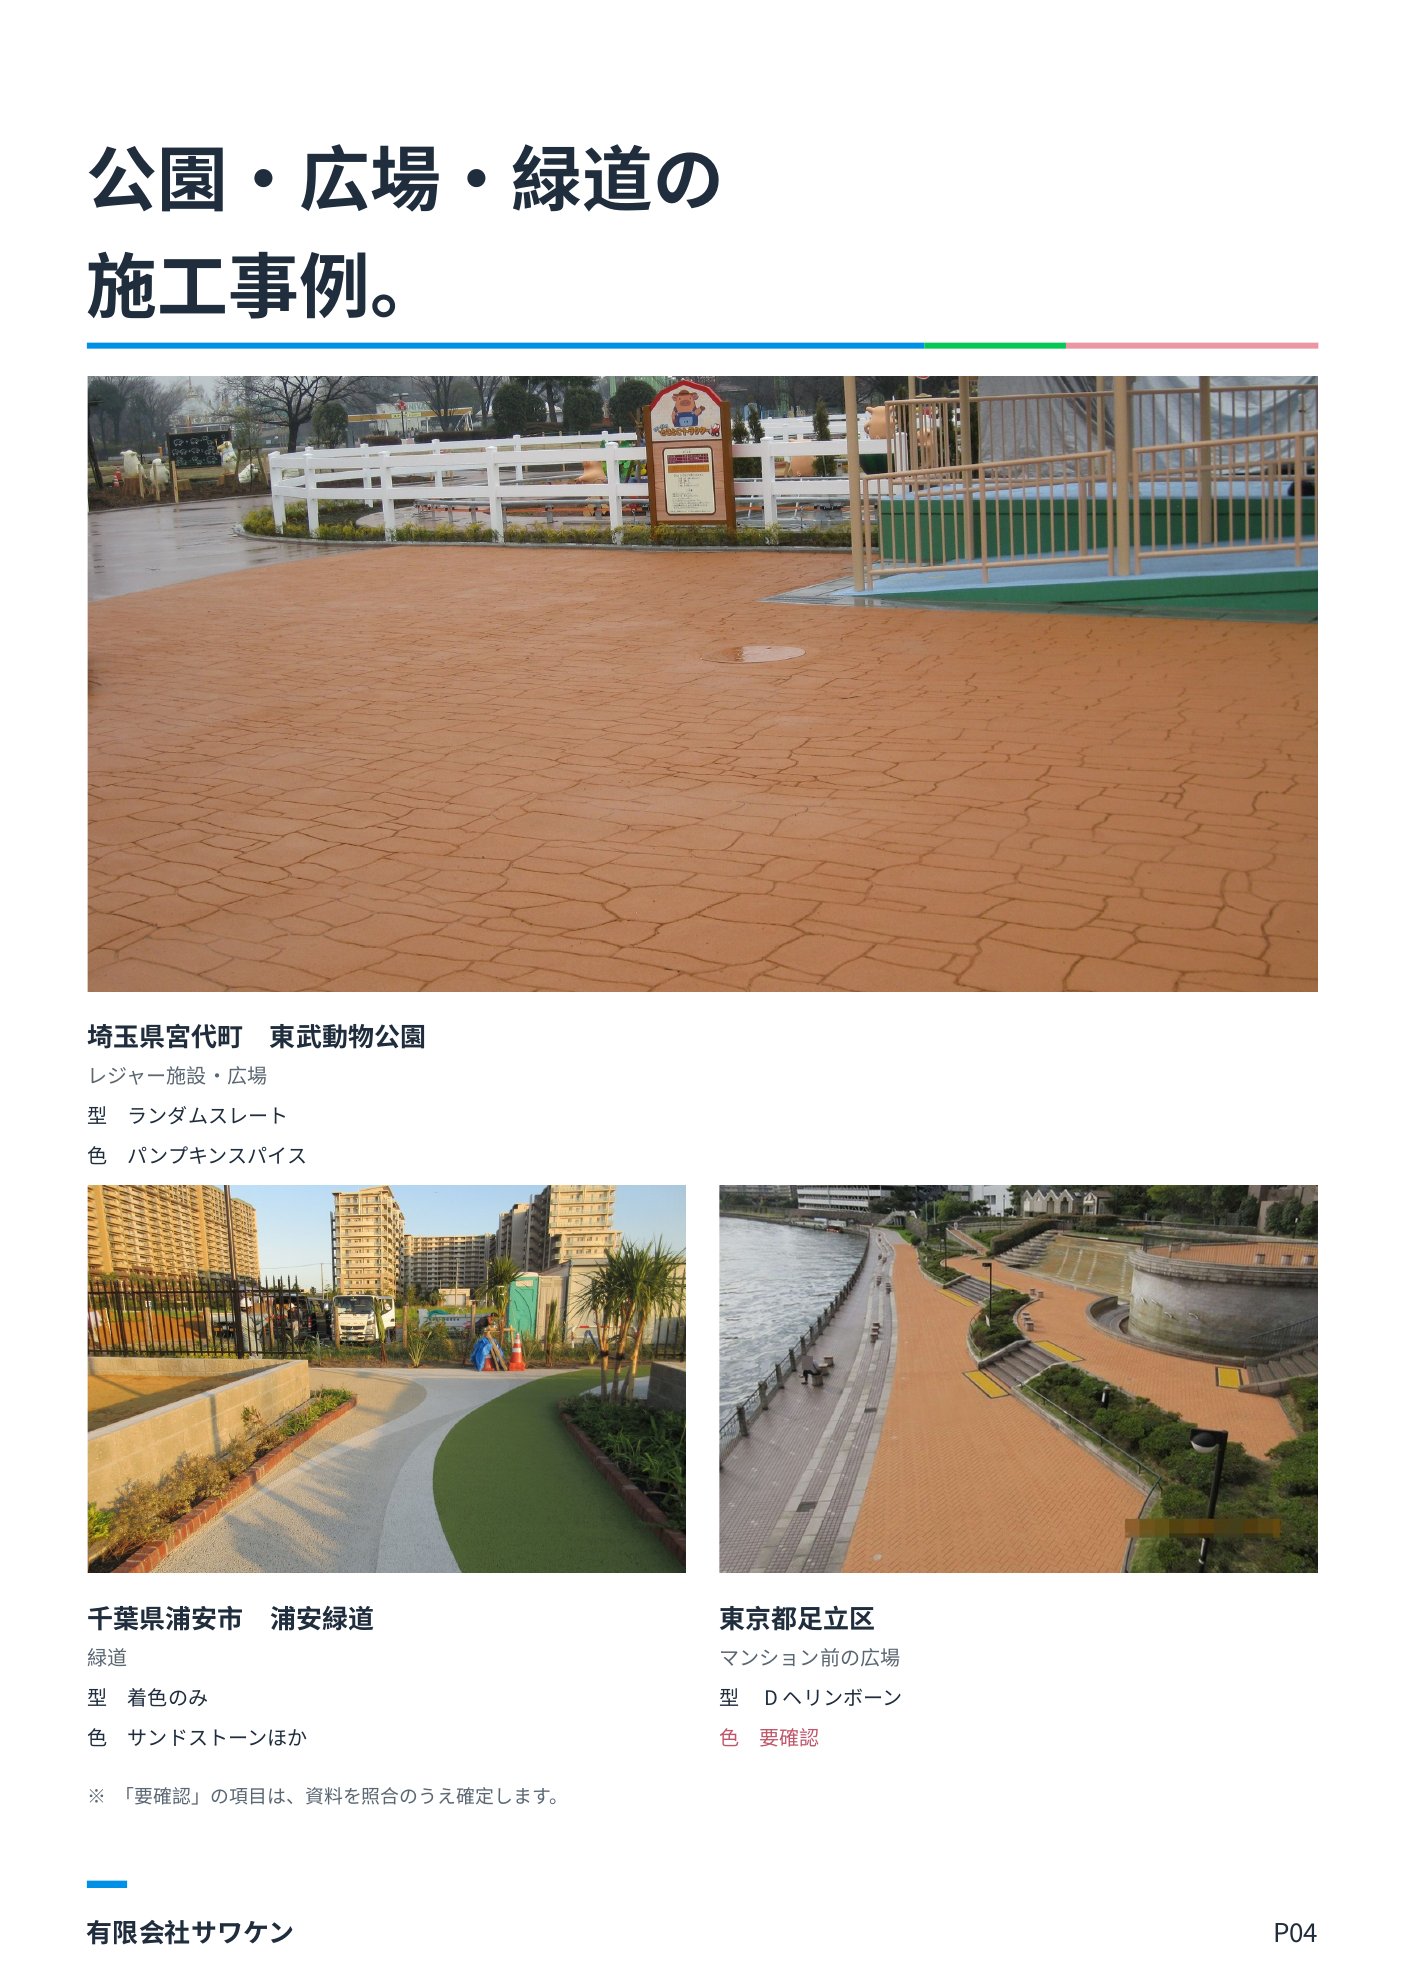 公園・広場・緑道の
施工事例。
埼玉県宮代町　東武動物公園
レジャー施設・広場
型　ランダムスレート
色　パンプキンスパイス
千葉県浦安市　浦安緑道
緑道
型　着色のみ
色　サンドストーンほか
東京都足立区
マンション前の広場
型　D ヘリンボーン
色　要確認
※　「要確認」の項目は、資料を照合のうえ確定します。
有限会社サワケン
P04